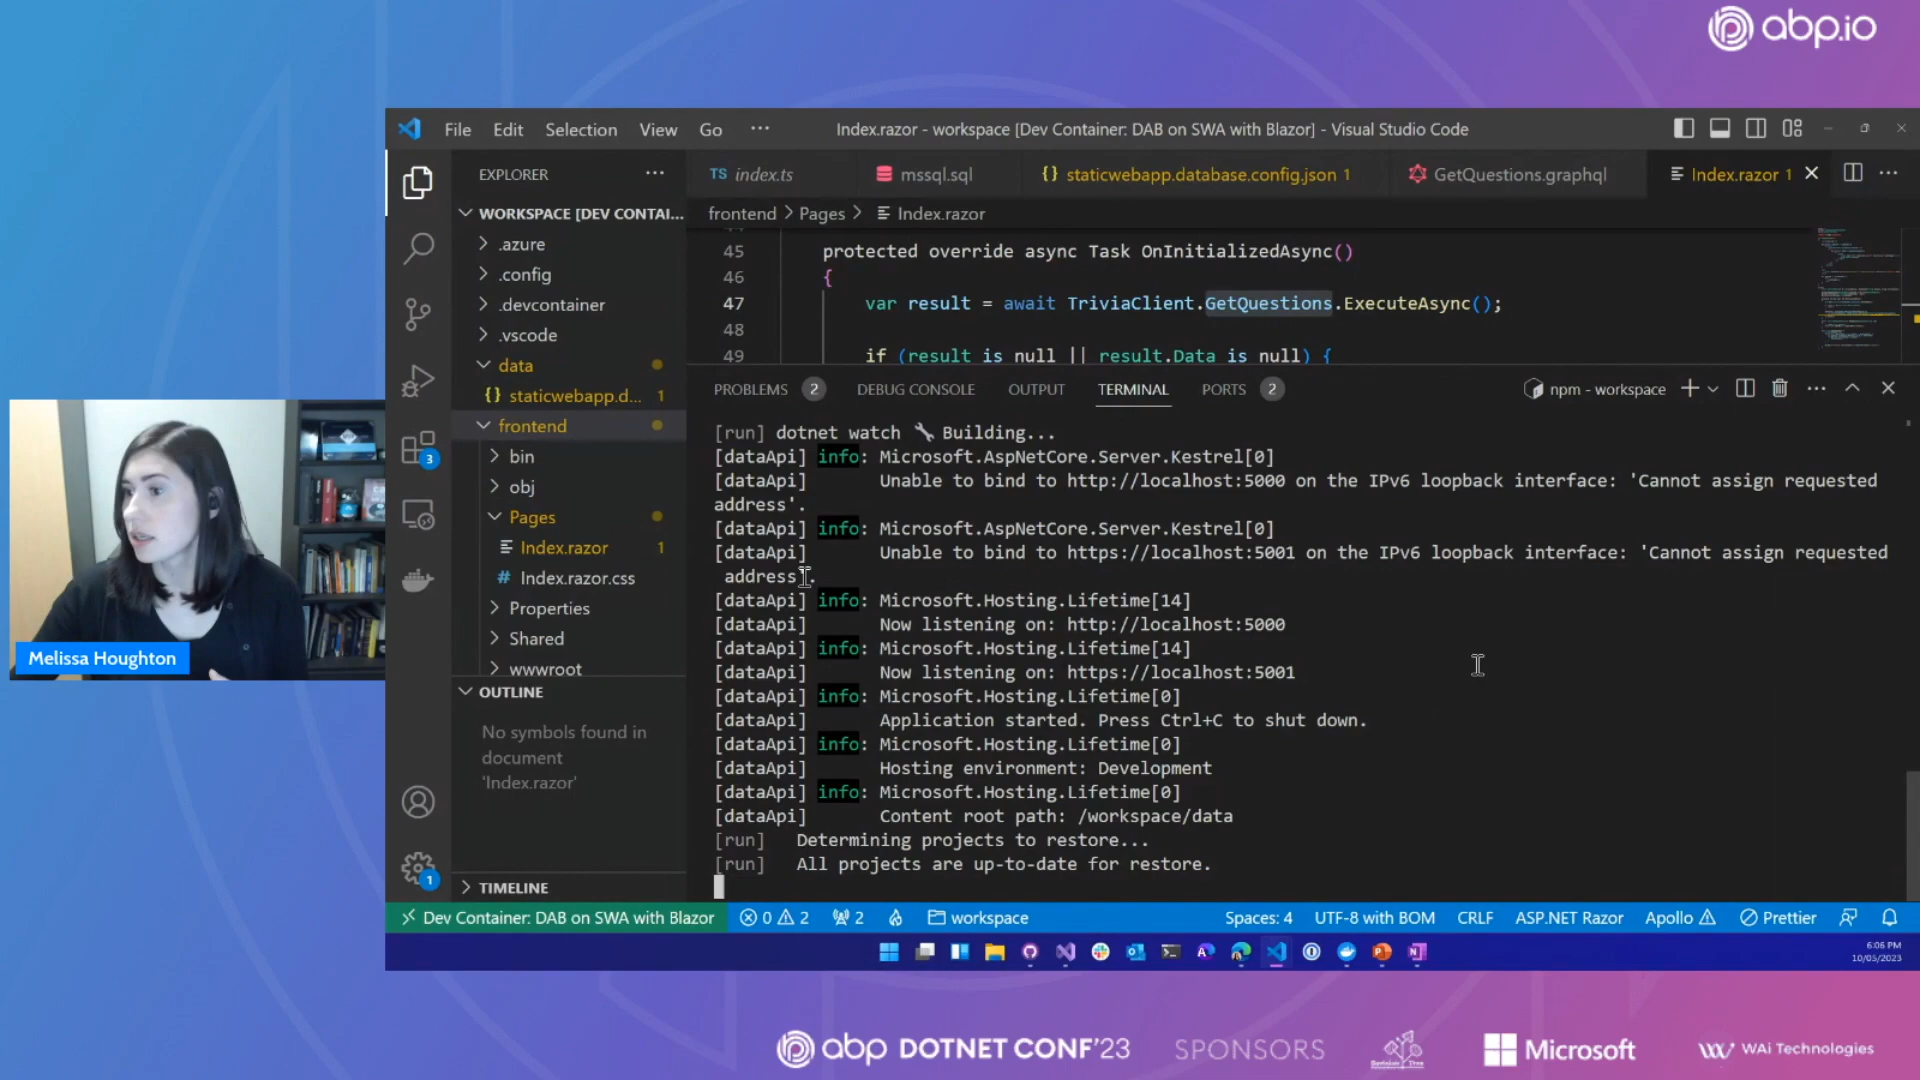 abp.io
File Edit Selection View Go ··· Index.razor - workspace [Dev Container: DAB on SWA with Blazor] - Visual Studio Code
EXPLORER ···
TS index.ts mssql.sql {} staticwebapp.database.config.json 1 GetQuestions.graphql Index.razor 1
WORKSPACE [DEV CONTAI...
frontend > Pages > Index.razor
.azure
.config
.devcontainer
.vscode
data
{} staticwebapp.d... 1
frontend
bin
obj
Pages
Index.razor 1
# Index.razor.css
Properties
Shared
wwwroot
OUTLINE
No symbols found in
document
'Index.razor'
TIMELINE
45 protected override async Task OnInitializedAsync()
46 {
47 var result = await TriviaClient.GetQuestions.ExecuteAsync();
48
49 if (result is null || result.Data is null) {
PROBLEMS 2 DEBUG CONSOLE OUTPUT TERMINAL PORTS 2 npm - workspace
[run] dotnet watch 🔧 Building...
[dataApi] info: Microsoft.AspNetCore.Server.Kestrel[0]
[dataApi] Unable to bind to http://localhost:5000 on the IPv6 loopback interface: 'Cannot assign requested
address'.
[dataApi] info: Microsoft.AspNetCore.Server.Kestrel[0]
[dataApi] Unable to bind to https://localhost:5001 on the IPv6 loopback interface: 'Cannot assign requested
address'.
[dataApi] info: Microsoft.Hosting.Lifetime[14]
[dataApi] Now listening on: http://localhost:5000
[dataApi] info: Microsoft.Hosting.Lifetime[14]
[dataApi] Now listening on: https://localhost:5001
[dataApi] info: Microsoft.Hosting.Lifetime[0]
[dataApi] Application started. Press Ctrl+C to shut down.
[dataApi] info: Microsoft.Hosting.Lifetime[0]
[dataApi] Hosting environment: Development
[dataApi] info: Microsoft.Hosting.Lifetime[0]
[dataApi] Content root path: /workspace/data
[run] Determining projects to restore...
[run] All projects are up-to-date for restore.
3
1
Melissa Houghton
Dev Container: DAB on SWA with Blazor 0 2 2 workspace Spaces: 4 UTF-8 with BOM CRLF ASP.NET Razor Apollo Prettier
6:06 PM
10/05/2023
abp DOTNET CONF'23 SPONSORS Microsoft WAi Technologies